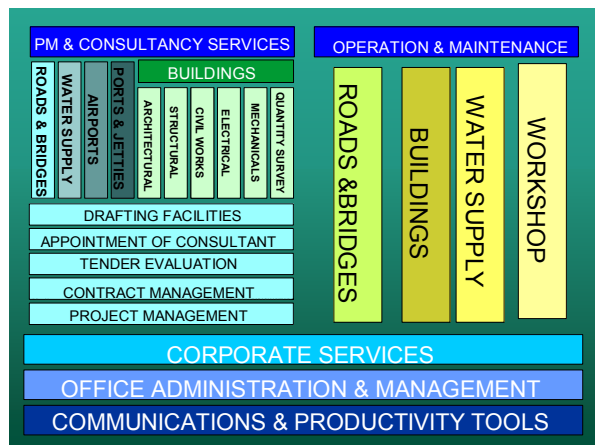 PM & CONSULTANCY SERVICES
ROADS & BRIDGES
WATER SUPPLY
AIRPORTS
PORTS & JETTIES
BUILDINGS
ARCHITECTURAL
STRUCTURAL
CIVIL WORKS
ELECTRICAL
MECHANICALS
QUANTITY SURVEY
DRAFTING FACILITIES
APPOINTMENT OF CONSULTANT
TENDER EVALUATION
CONTRACT MANAGEMENT
PROJECT MANAGEMENT
OPERATION & MAINTENANCE
ROADS &BRIDGES
BUILDINGS
WATER SUPPLY
WORKSHOP
CORPORATE SERVICES
OFFICE ADMINISTRATION & MANAGEMENT
COMMUNICATIONS & PRODUCTIVITY TOOLS